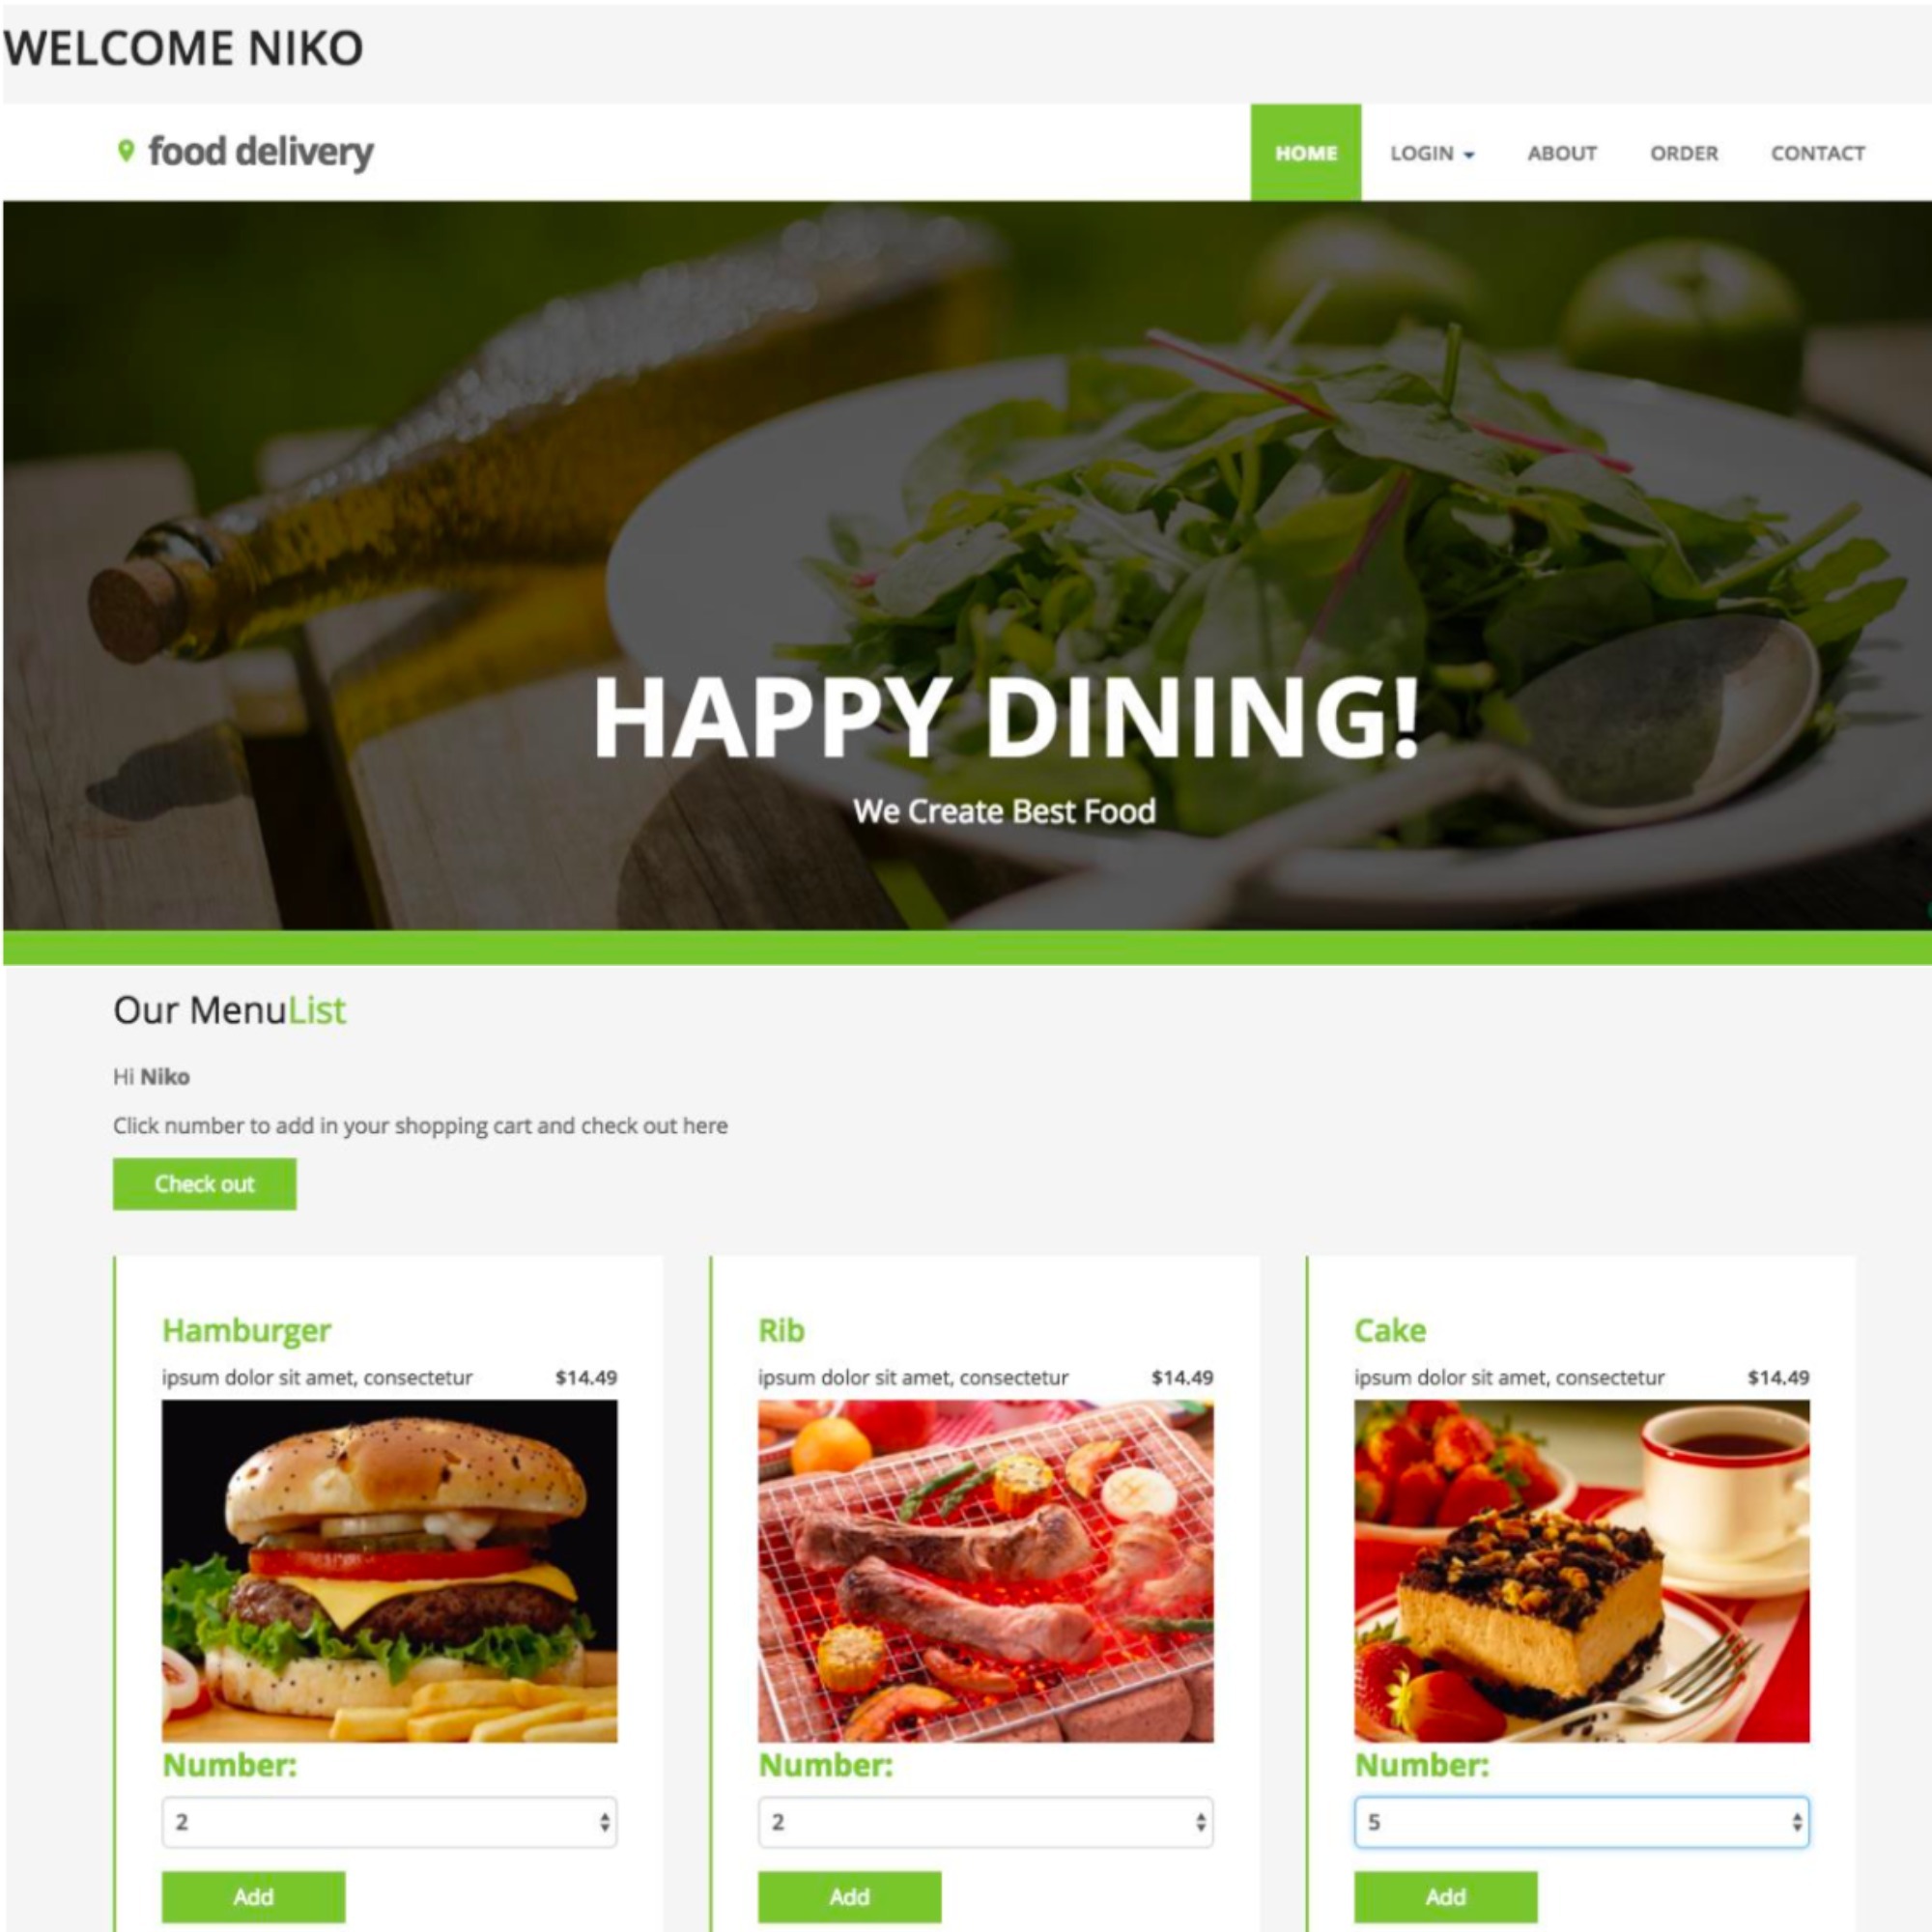 WELCOME NIKO
food delivery
HOME LOGIN ABOUT ORDER CONTACT
HAPPY DINING!
We Create Best Food
Our MenuList
Hi Niko
Click number to add in your shopping cart and check out here
Check out
Hamburger
ipsum dolor sit amet, consectetur $14.49
Number:
2
Add
Rib
ipsum dolor sit amet, consectetur $14.49
Number:
2
Add
Cake
ipsum dolor sit amet, consectetur $14.49
Number:
5
Add